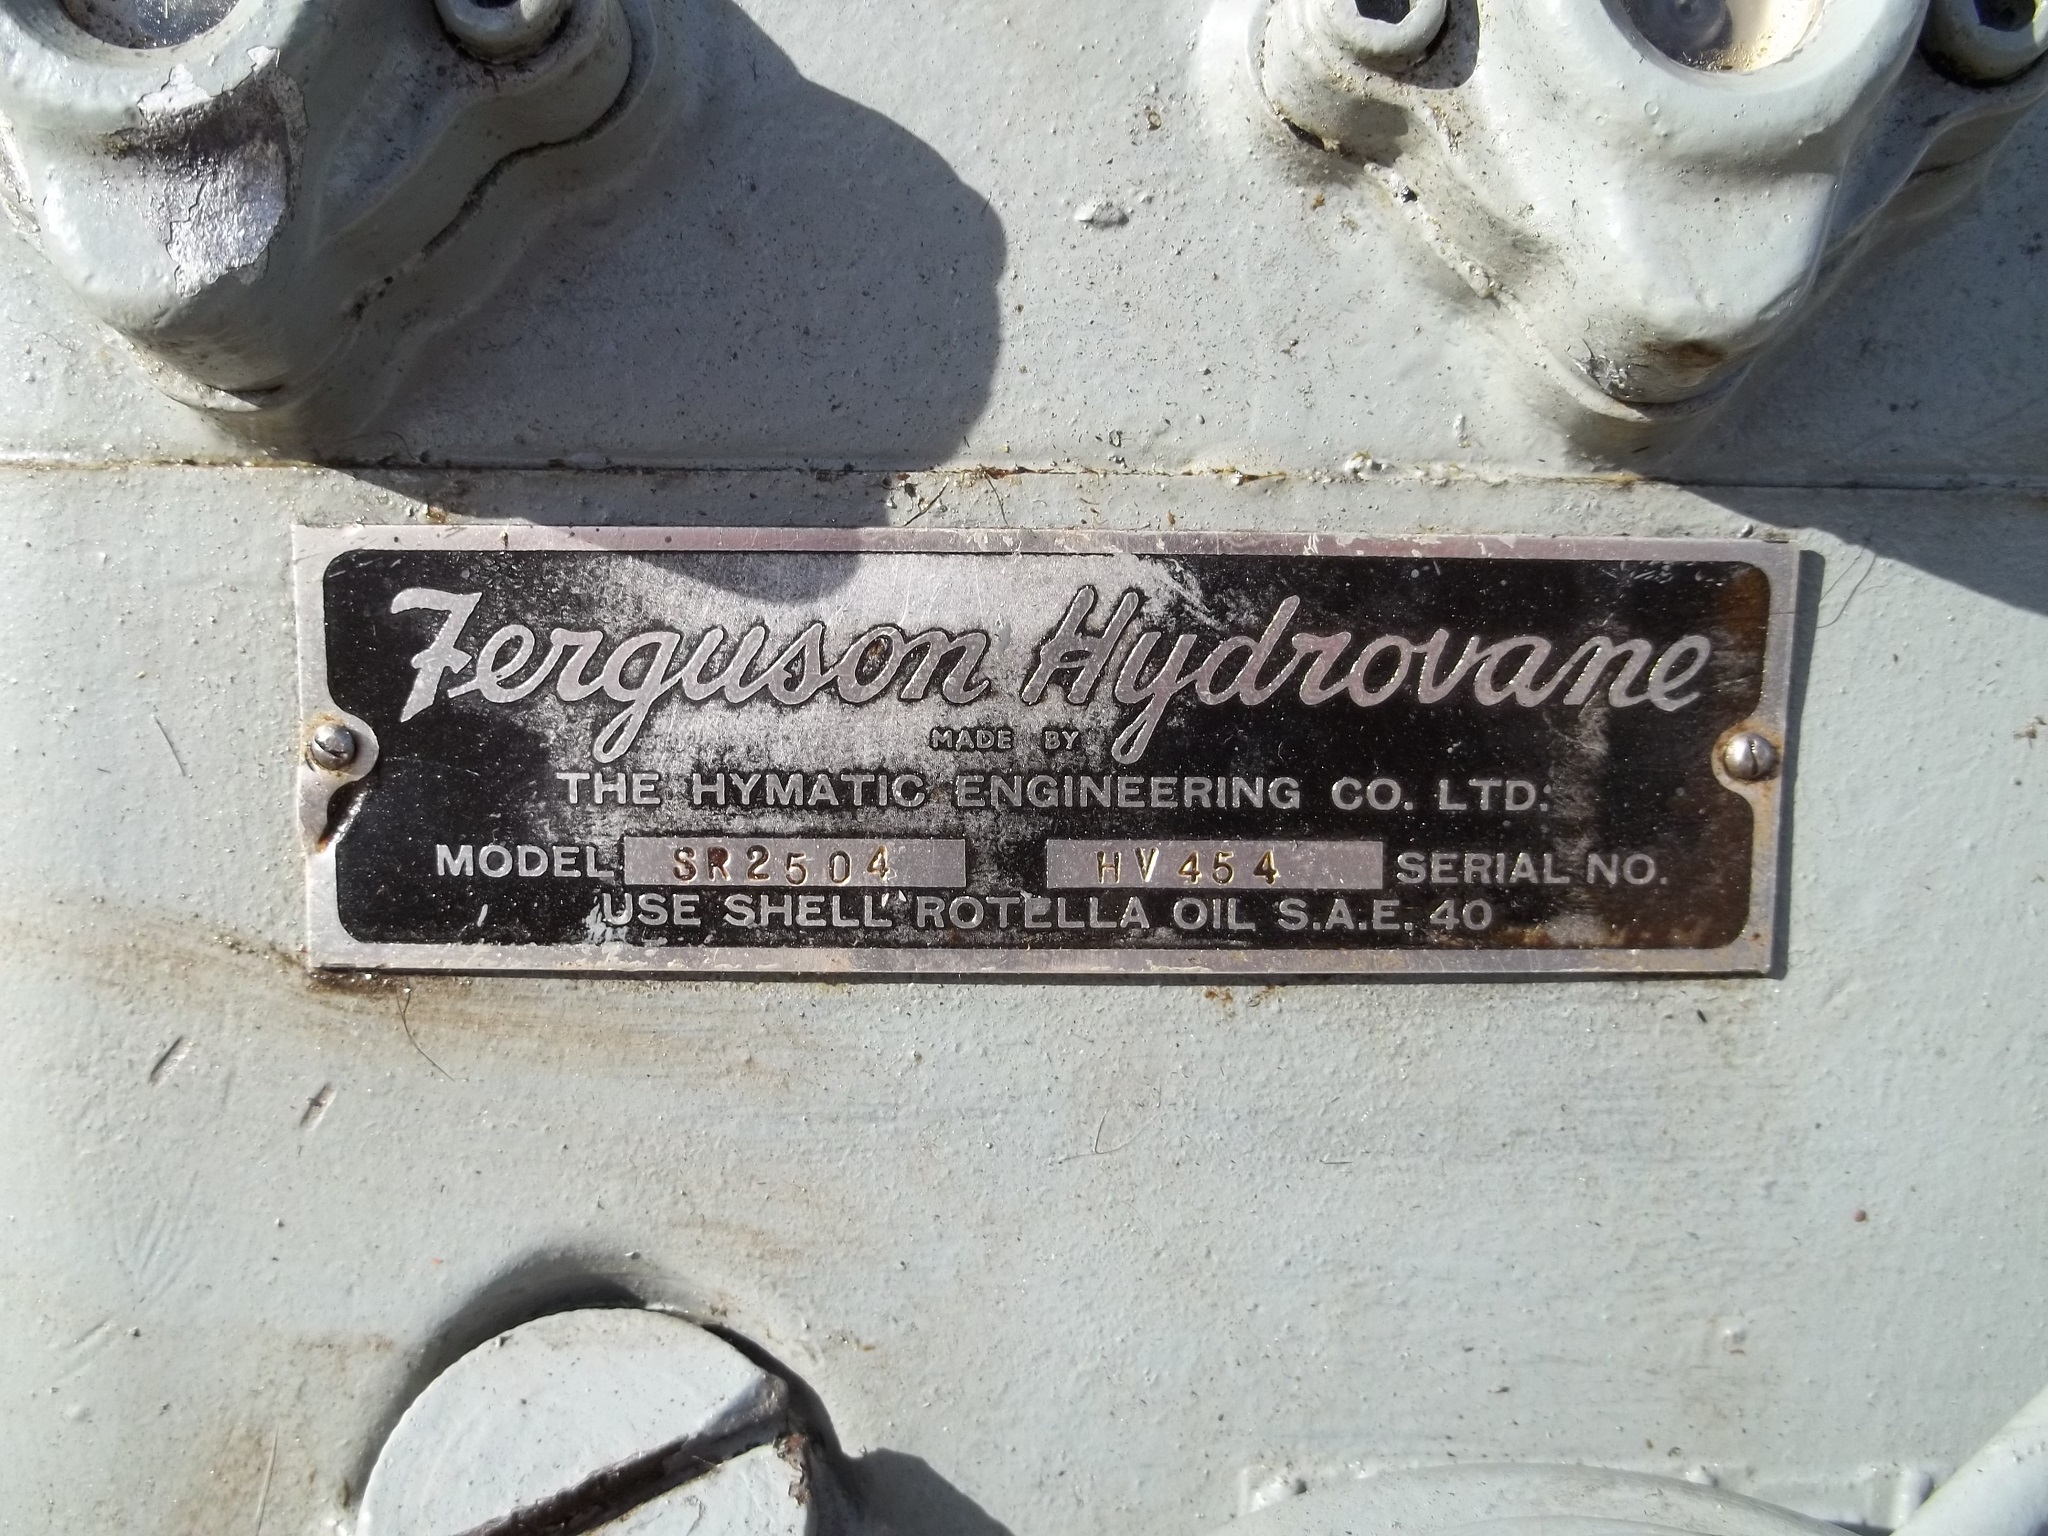 Ferguson Hydrovane
MADE BY
THE HYMATIC ENGINEERING CO. LTD.
MODEL SR2504 HV454 SERIAL NO.
USE SHELL ROTELLA OIL S.A.E. 40